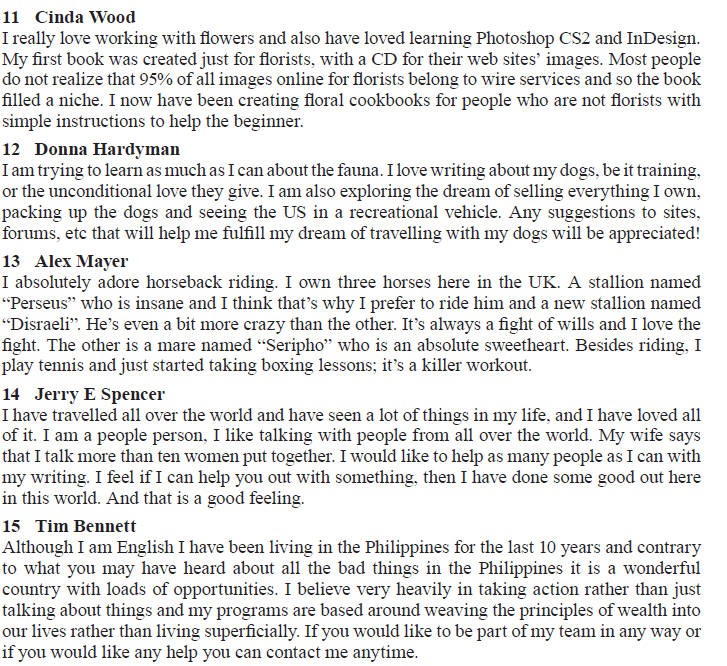 11 Cinda Wood
I really love working with flowers and also have loved learning Photoshop CS2 and InDesign.
My first book was created just for florists, with a CD for their web sites’ images. Most people
do not realize that 95% of all images online for florists belong to wire services and so the book
filled a niche. I now have been creating floral cookbooks for people who are not florists with
simple instructions to help the beginner.
12 Donna Hardyman
I am trying to learn as much as I can about the fauna. I love writing about my dogs, be it training,
or the unconditional love they give. I am also exploring the dream of selling everything I own,
packing up the dogs and seeing the US in a recreational vehicle. Any suggestions to sites,
forums, etc that will help me fulfill my dream of travelling with my dogs will be appreciated!
13 Alex Mayer
I absolutely adore horseback riding. I own three horses here in the UK. A stallion named
“Perseus” who is insane and I think that’s why I prefer to ride him and a new stallion named
“Disraeli”. He’s even a bit more crazy than the other. It’s always a fight of wills and I love the
fight. The other is a mare named “Seripho” who is an absolute sweetheart. Besides riding, I
play tennis and just started taking boxing lessons; it’s a killer workout.
14 Jerry E Spencer
I have travelled all over the world and have seen a lot of things in my life, and I have loved all
of it. I am a people person, I like talking with people from all over the world. My wife says
that I talk more than ten women put together. I would like to help as many people as I can with
my writing. I feel if I can help you out with something, then I have done some good out here
in this world. And that is a good feeling.
15 Tim Bennett
Although I am English I have been living in the Philippines for the last 10 years and contrary
to what you may have heard about all the bad things in the Philippines it is a wonderful
country with loads of opportunities. I believe very heavily in taking action rather than just
talking about things and my programs are based around weaving the principles of wealth into
our lives rather than living superficially. If you would like to be part of my team in any way or
if you would like any help you can contact me anytime.